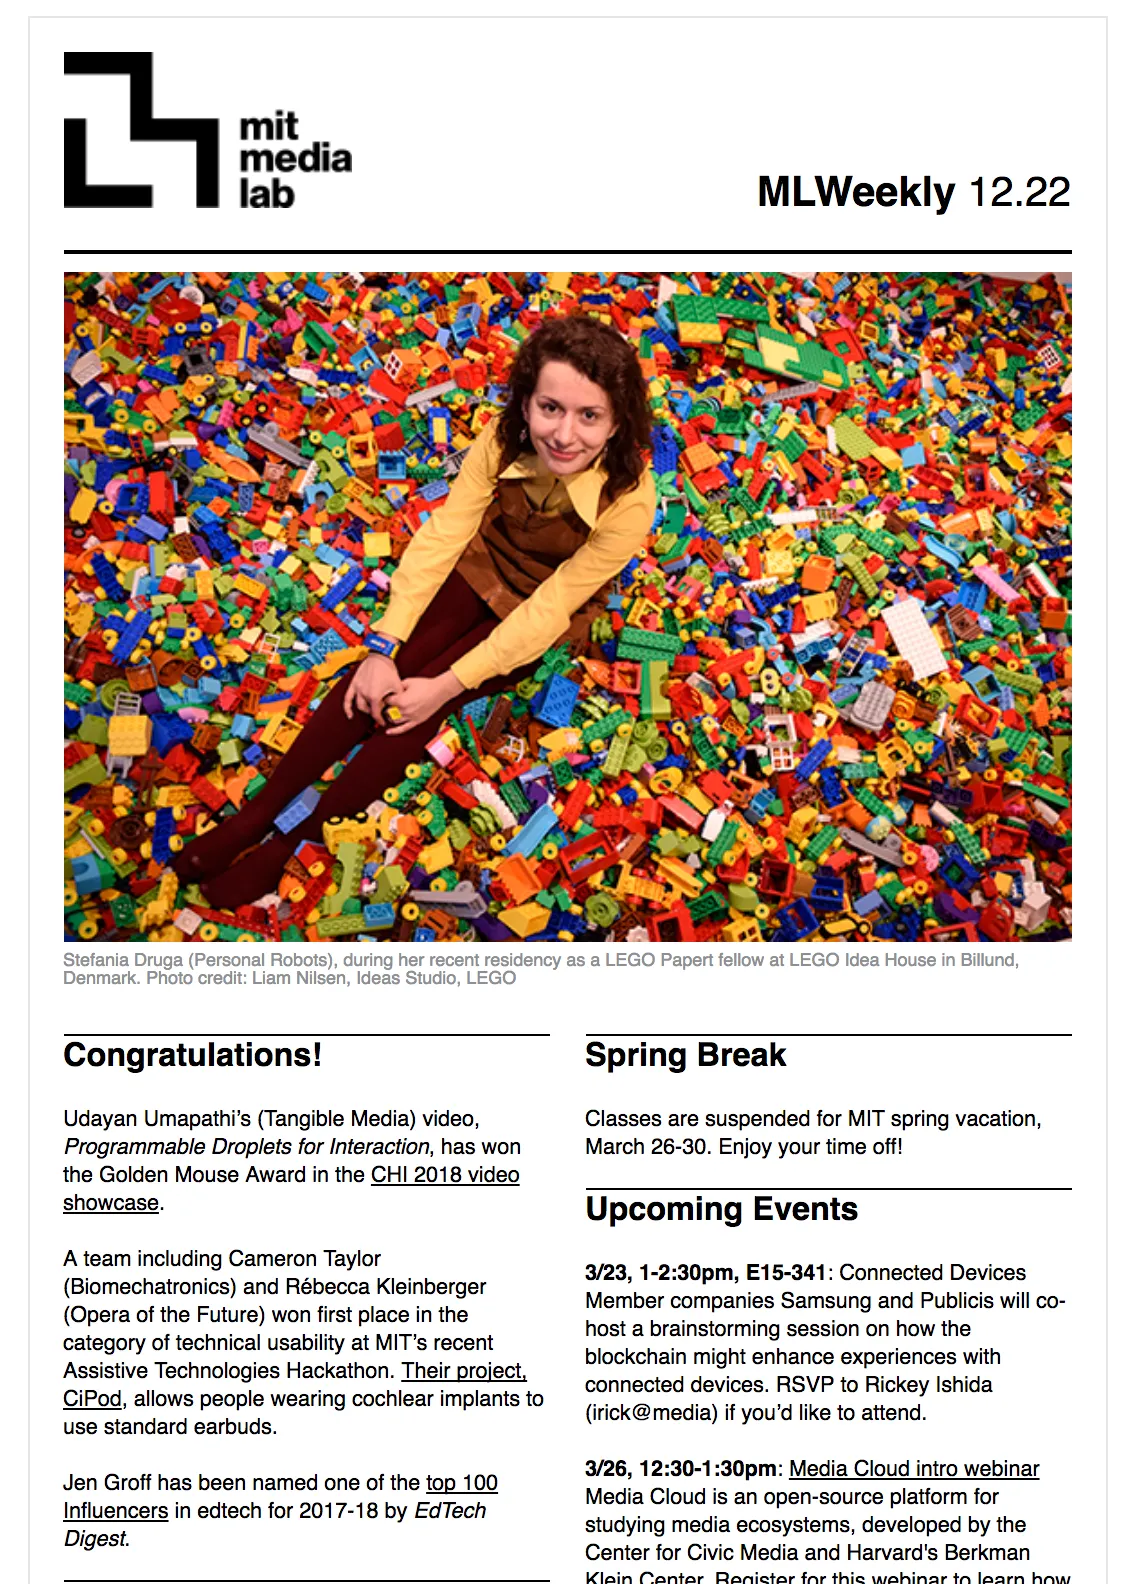 mit
media
lab
MLWeekly 12.22
Stefania Druga (Personal Robots), during her recent residency as a LEGO Papert fellow at LEGO Idea House in Billund,
Denmark. Photo credit: Liam Nilsen, Ideas Studio, LEGO
Congratulations!
Udayan Umapathi’s (Tangible Media) video,
Programmable Droplets for Interaction, has won
the Golden Mouse Award in the CHI 2018 video
showcase.
A team including Cameron Taylor
(Biomechatronics) and Rébecca Kleinberger
(Opera of the Future) won first place in the
category of technical usability at MIT’s recent
Assistive Technologies Hackathon. Their project,
CiPod, allows people wearing cochlear implants to
use standard earbuds.
Jen Groff has been named one of the top 100
Influencers in edtech for 2017-18 by EdTech
Digest.
Spring Break
Classes are suspended for MIT spring vacation,
March 26-30. Enjoy your time off!
Upcoming Events
3/23, 1-2:30pm, E15-341: Connected Devices
Member companies Samsung and Publicis will co-
host a brainstorming session on how the
blockchain might enhance experiences with
connected devices. RSVP to Rickey Ishida
(irick@media) if you’d like to attend.
3/26, 12:30-1:30pm: Media Cloud intro webinar
Media Cloud is an open-source platform for
studying media ecosystems, developed by the
Center for Civic Media and Harvard's Berkman
Klein Center. Register for this webinar to learn how